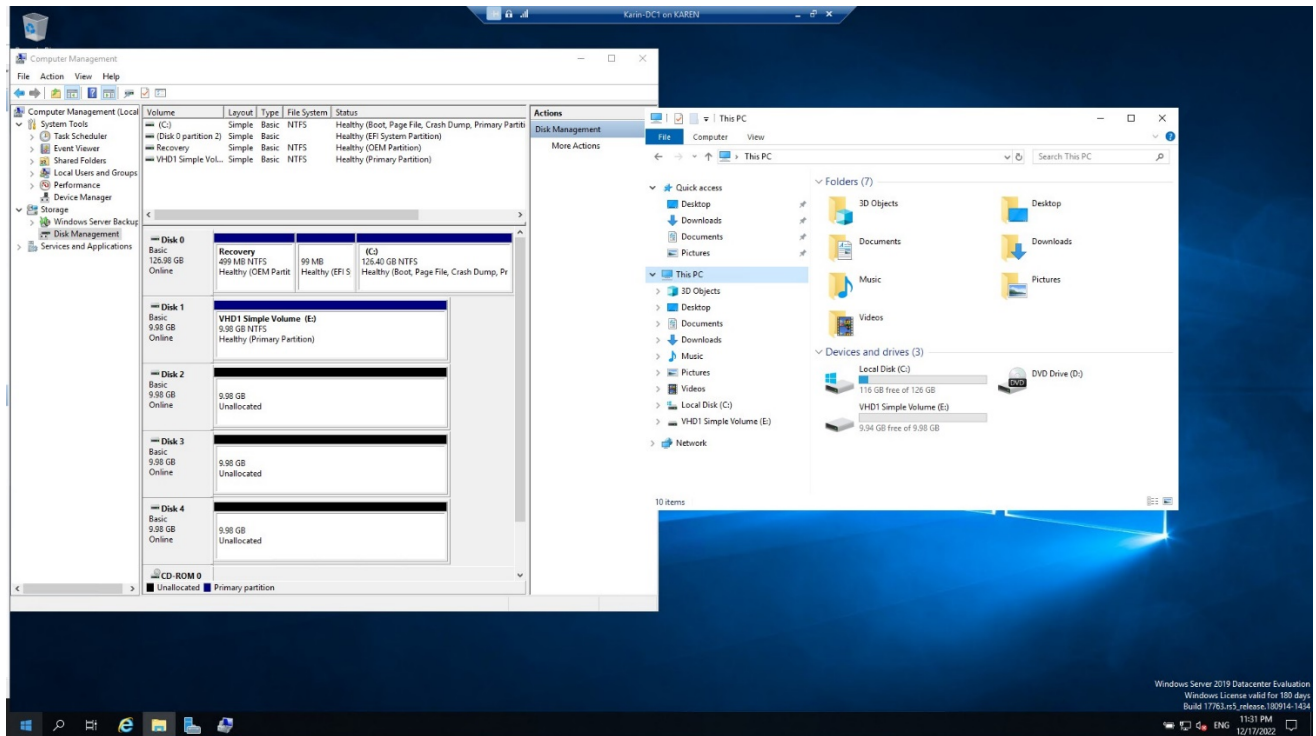 Karin-DC1 on KAREN
Computer Management
File Action View Help
Computer Management (Local
System Tools
Task Scheduler
Event Viewer
Shared Folders
Local Users and Groups
Performance
Device Manager
Storage
Windows Server Backup
Disk Management
Services and Applications
Volume Layout Type File System Status
(C:) Simple Basic NTFS Healthy (Boot, Page File, Crash Dump, Primary Partiti
(Disk 0 partition 2) Simple Basic Healthy (EFI System Partition)
Recovery Simple Basic NTFS Healthy (OEM Partition)
VHD1 Simple Vol... Simple Basic NTFS Healthy (Primary Partition)
Disk 0
Basic
126.98 GB
Online
Recovery
499 MB NTFS
Healthy (OEM Partit
99 MB
Healthy (EFI S
(C:)
126.40 GB NTFS
Healthy (Boot, Page File, Crash Dump, Pr
Disk 1
Basic
9.98 GB
Online
VHD1 Simple Volume (E:)
9.98 GB NTFS
Healthy (Primary Partition)
Disk 2
Basic
9.98 GB
Online
9.98 GB
Unallocated
Disk 3
Basic
9.98 GB
Online
9.98 GB
Unallocated
Disk 4
Basic
9.98 GB
Online
9.98 GB
Unallocated
CD-ROM 0
Unallocated Primary partition
Actions
Disk Management
More Actions
This PC
File Computer View
This PC
Search This PC
Quick access
Desktop
Downloads
Documents
Pictures
This PC
3D Objects
Desktop
Documents
Downloads
Music
Pictures
Videos
Local Disk (C:)
VHD1 Simple Volume (E:)
Network
Folders (7)
3D Objects
Desktop
Documents
Downloads
Music
Pictures
Videos
Devices and drives (3)
Local Disk (C:)
116 GB free of 126 GB
DVD
DVD Drive (D:)
VHD1 Simple Volume (E:)
9.94 GB free of 9.98 GB
10 items
Windows Server 2019 Datacenter Evaluation
Windows License valid for 180 days
Build 17763.rs5_release.180914-1434
ENG
11:31 PM
12/17/2022